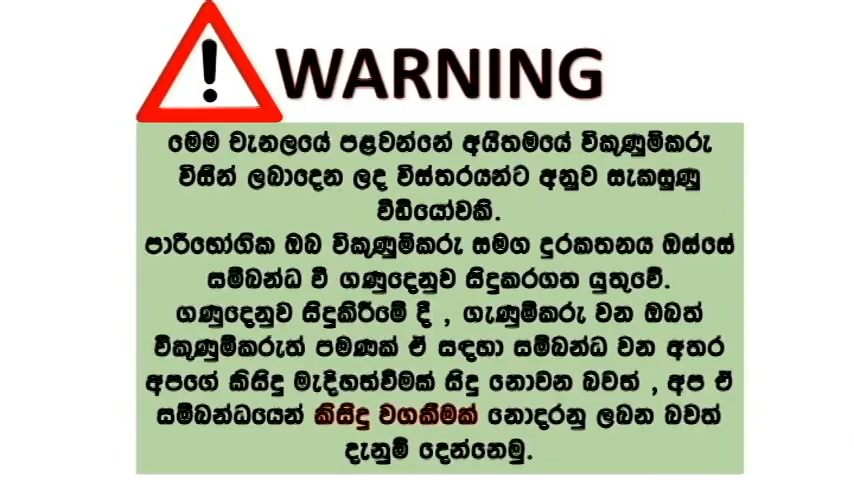 WARNING
මෙම චැනලයේ පළවන්නේ අයිතමයේ විකුණුම්කරු
විසින් ලබාදෙන ලද විස්තරයන්ට අනුව සැකසුණු
වීඩියෝවකි.
පාරිභෝගික ඔබ විකුණුම්කරු සමග දුරකතනය ඔස්සේ
සම්බන්ධ වී ගණුදෙනුව සිදුකරගත යුතුවේ.
ගණුදෙනුව සිදුකිරීමේ දී , ගැණුම්කරු වන ඔබත්
විකුණුම්කරුත් පමණක් ඒ සඳහා සම්බන්ධ වන අතර
අපගේ කිසිදු මැදිහත්වීමක් සිදු නොවන බවත් , අප ඒ
සම්බන්ධයෙන් කිසිදු වගකීමක් නොදරනු ලබන බවත්
දැනුම් දෙන්නෙමු.